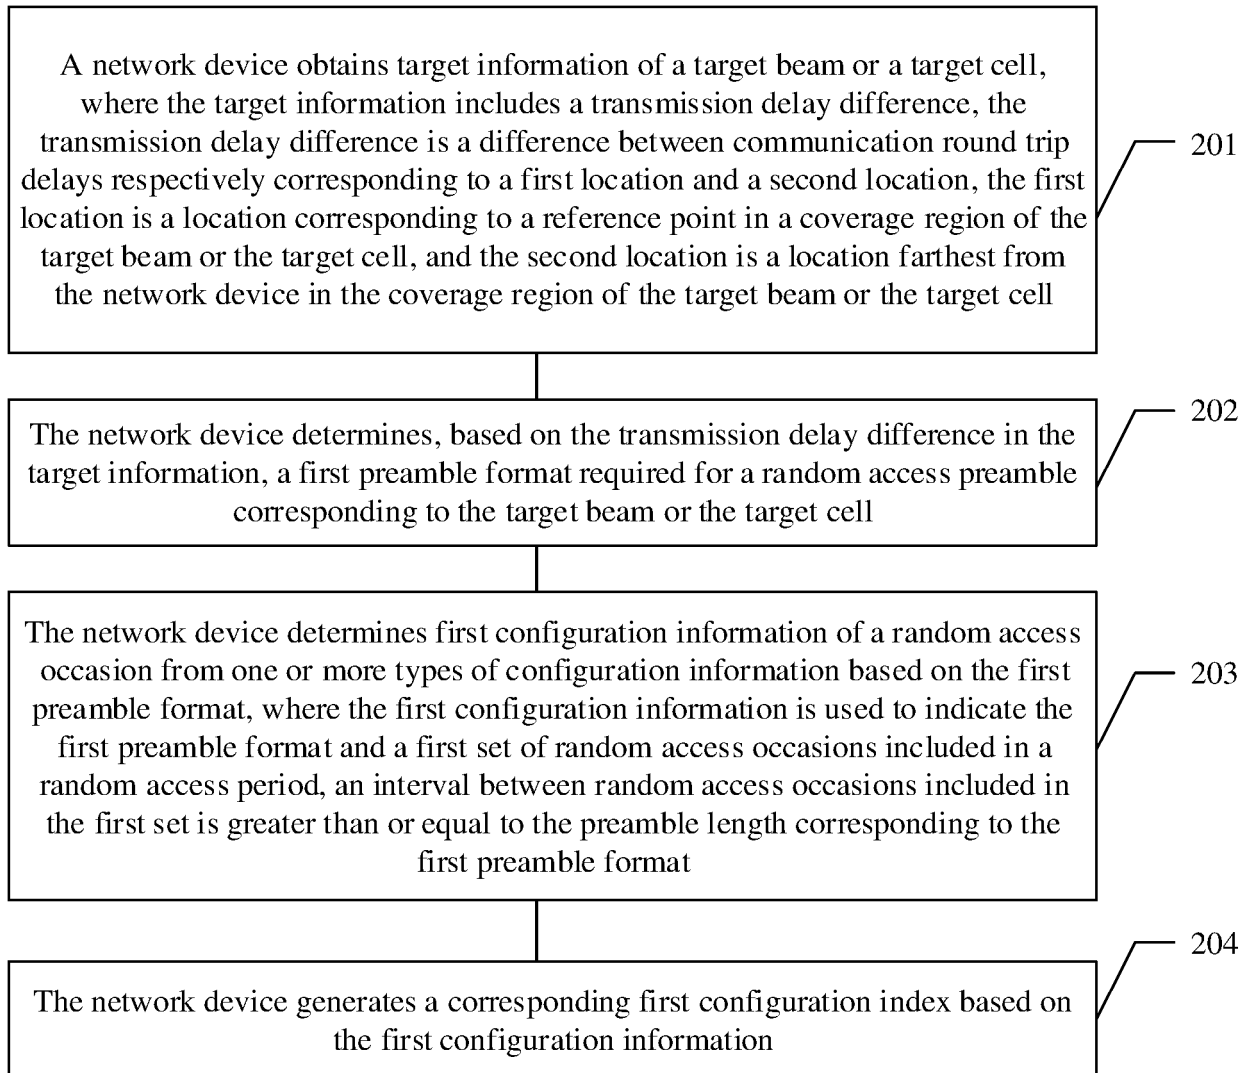 A network device obtains target information of a target beam or a target cell,
where the target information includes a transmission delay difference, the
transmission delay difference is a difference between communication round trip
delays respectively corresponding to a first location and a second location, the first
location is a location corresponding to a reference point in a coverage region of the
target beam or the target cell, and the second location is a location farthest from
the network device in the coverage region of the target beam or the target cell
201
The network device determines, based on the transmission delay difference in the
target information, a first preamble format required for a random access preamble
corresponding to the target beam or the target cell
202
The network device determines first configuration information of a random access
occasion from one or more types of configuration information based on the first
preamble format, where the first configuration information is used to indicate the
first preamble format and a first set of random access occasions included in a
random access period, an interval between random access occasions included in
the first set is greater than or equal to the preamble length corresponding to the
first preamble format
203
The network device generates a corresponding first configuration index based on
the first configuration information
204